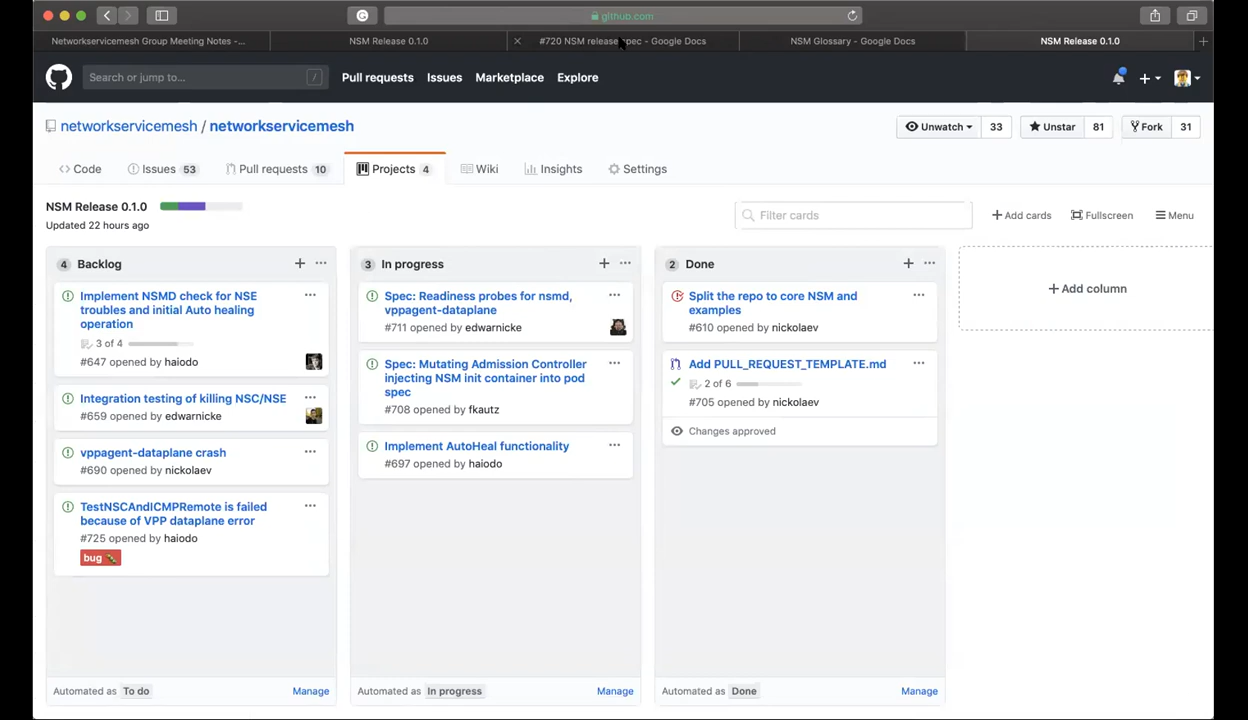 github.com
Networkservicemesh Group Meeting Notes -...
NSM Release 0.1.0
#720 NSM release spec - Google Docs
NSM Glossary - Google Docs
NSM Release 0.1.0
Search or jump to...
/
Pull requests
Issues
Marketplace
Explore
networkservicemesh / networkservicemesh
Unwatch 33
Unstar 81
Fork 31
Code
Issues 53
Pull requests 10
Projects 4
Wiki
Insights
Settings
NSM Release 0.1.0
Updated 22 hours ago
Filter cards
+ Add cards
Fullscreen
Menu
4 Backlog
Implement NSMD check for NSE
troubles and initial Auto healing
operation
3 of 4
#647 opened by haiodo
Integration testing of killing NSC/NSE
#659 opened by edwarnicke
vppagent-dataplane crash
#690 opened by nickolaev
TestNSCAndICMPRemote is failed
because of VPP dataplane error
#725 opened by haiodo
bug
Automated as To do
Manage
3 In progress
Spec: Readiness probes for nsmd,
vppagent-dataplane
#711 opened by edwarnicke
Spec: Mutating Admission Controller
injecting NSM init container into pod
spec
#708 opened by fkautz
Implement AutoHeal functionality
#697 opened by haiodo
Automated as In progress
Manage
2 Done
Split the repo to core NSM and
examples
#610 opened by nickolaev
Add PULL_REQUEST_TEMPLATE.md
2 of 6
#705 opened by nickolaev
Changes approved
Automated as Done
Manage
+ Add column